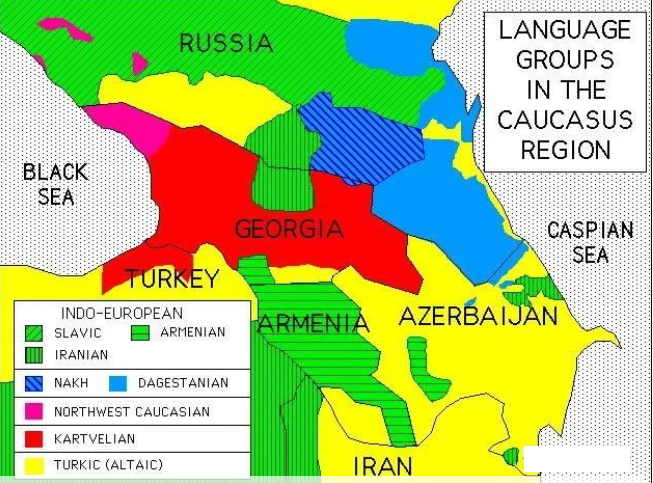 LANGUAGE
GROUPS
IN THE
CAUCASUS
REGION
RUSSIA
BLACK
SEA
GEORGIA
CASPIAN
SEA
TURKEY
ARMENIA
AZERBAIJAN
IRAN
INDO-EUROPEAN
SLAVIC ARMENIAN
IRANIAN
NAKH DAGESTANIAN
NORTHWEST CAUCASIAN
KARTVELIAN
TURKIC (ALTAIC)